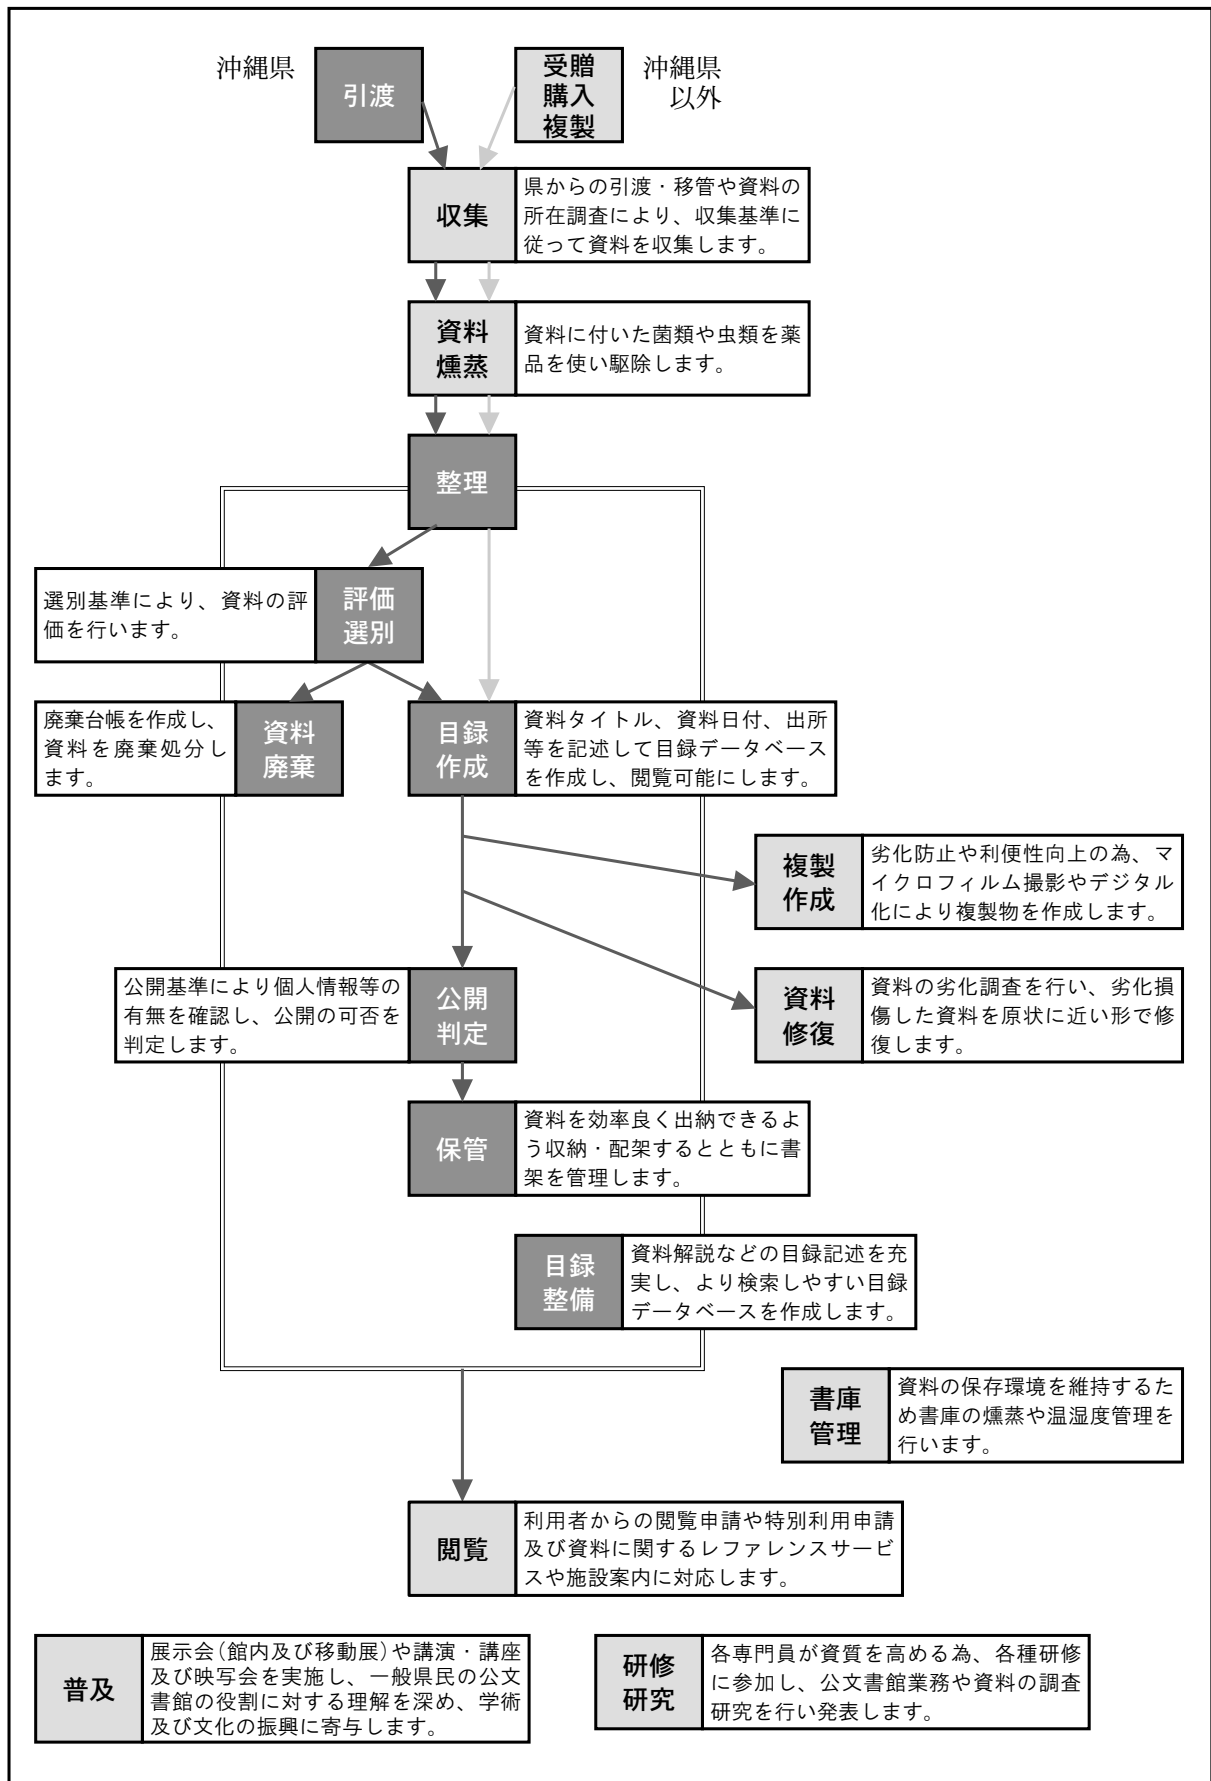 沖縄県
引渡
受贈
購入
複製
沖縄県
以外
収集
県からの引渡・移管や資料の
所在調査により、収集基準に
従って資料を収集します。
資料
燻蒸
資料に付いた菌類や虫類を薬
品を使い駆除します。
整理
選別基準により、資料の評
価を行います。
評価
選別
廃棄台帳を作成し、
資料を廃棄処分し
ます。
資料
廃棄
目録
作成
資料タイトル、資料日付、出所
等を記述して目録データベース
を作成し、閲覧可能にします。
複製
作成
劣化防止や利便性向上の為、マ
イクロフィルム撮影やデジタル
化により複製物を作成します。
公開基準により個人情報等の
有無を確認し、公開の可否を
判定します。
公開
判定
資料
修復
資料の劣化調査を行い、劣化損
傷した資料を原状に近い形で修
復します。
保管
資料を効率良く出納できるよ
う収納・配架するとともに書
架を管理します。
目録
整備
資料解説などの目録記述を充
実し、より検索しやすい目録
データベースを作成します。
書庫
管理
資料の保存環境を維持するた
め書庫の燻蒸や温湿度管理を
行います。
閲覧
利用者からの閲覧申請や特別利用申請
及び資料に関するレファレンスサービ
スや施設案内に対応します。
普及
展示会(館内及び移動展)や講演・講座
及び映写会を実施し、一般県民の公文
書館の役割に対する理解を深め、学術
及び文化の振興に寄与します。
研修
研究
各専門員が資質を高める為、各種研修
に参加し、公文書館業務や資料の調査
研究を行い発表します。